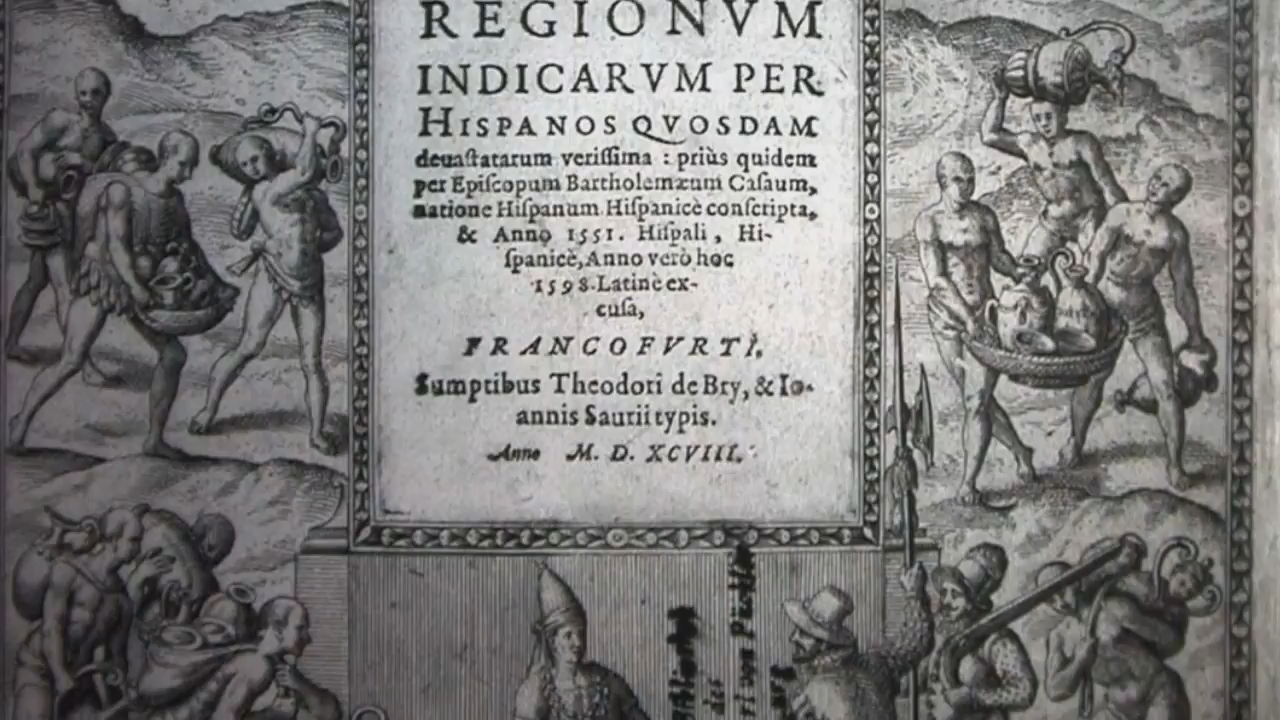 REGIONVM
INDICARVM PER
HISPANOS QVOSDAM
deuaſtatarum veriſſima : priùs quidem
per Epiſcopum Bartholemæum Caſaum,
natione Hiſpanum Hiſpanicè conſcripta,
& Anno 1551. Hiſpali, Hi-
ſpanicè, Anno verò hoc
1598. Latinè ex-
cuſa,
FRANCOFVRTI,
Sumptibus Theodori de Bry, & Io-
annis Saurii typis.
Anno M. D. XCVIII.